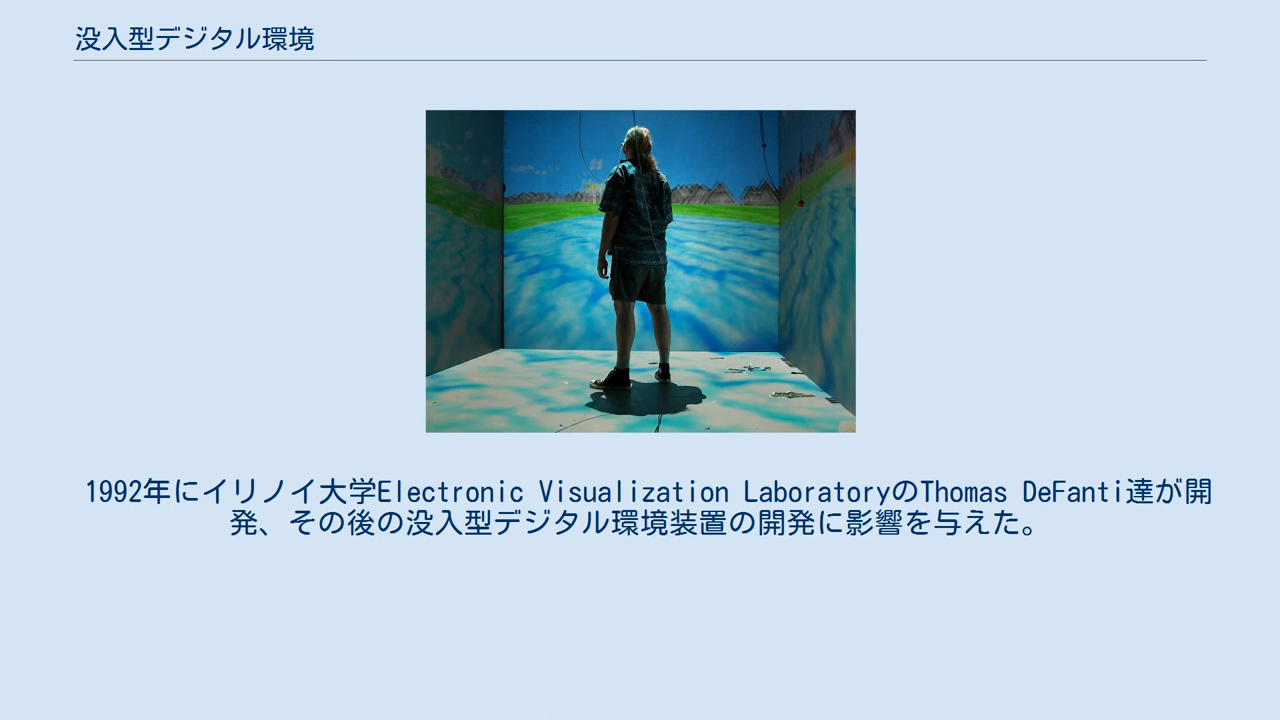 没入型デジタル環境
1992年にイリノイ大学Electronic Visualization LaboratoryのThomas DeFanti達が開
発、その後の没入型デジタル環境装置の開発に影響を与えた。